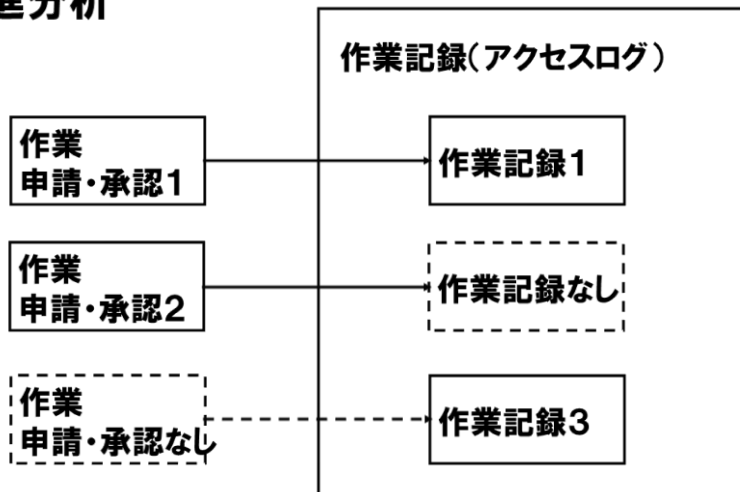 分析
作業記録(アクセスログ)
作業
申請・承認1
作業記録1
作業
申請・承認2
作業記録なし
作業
申請・承認なし
作業記録3